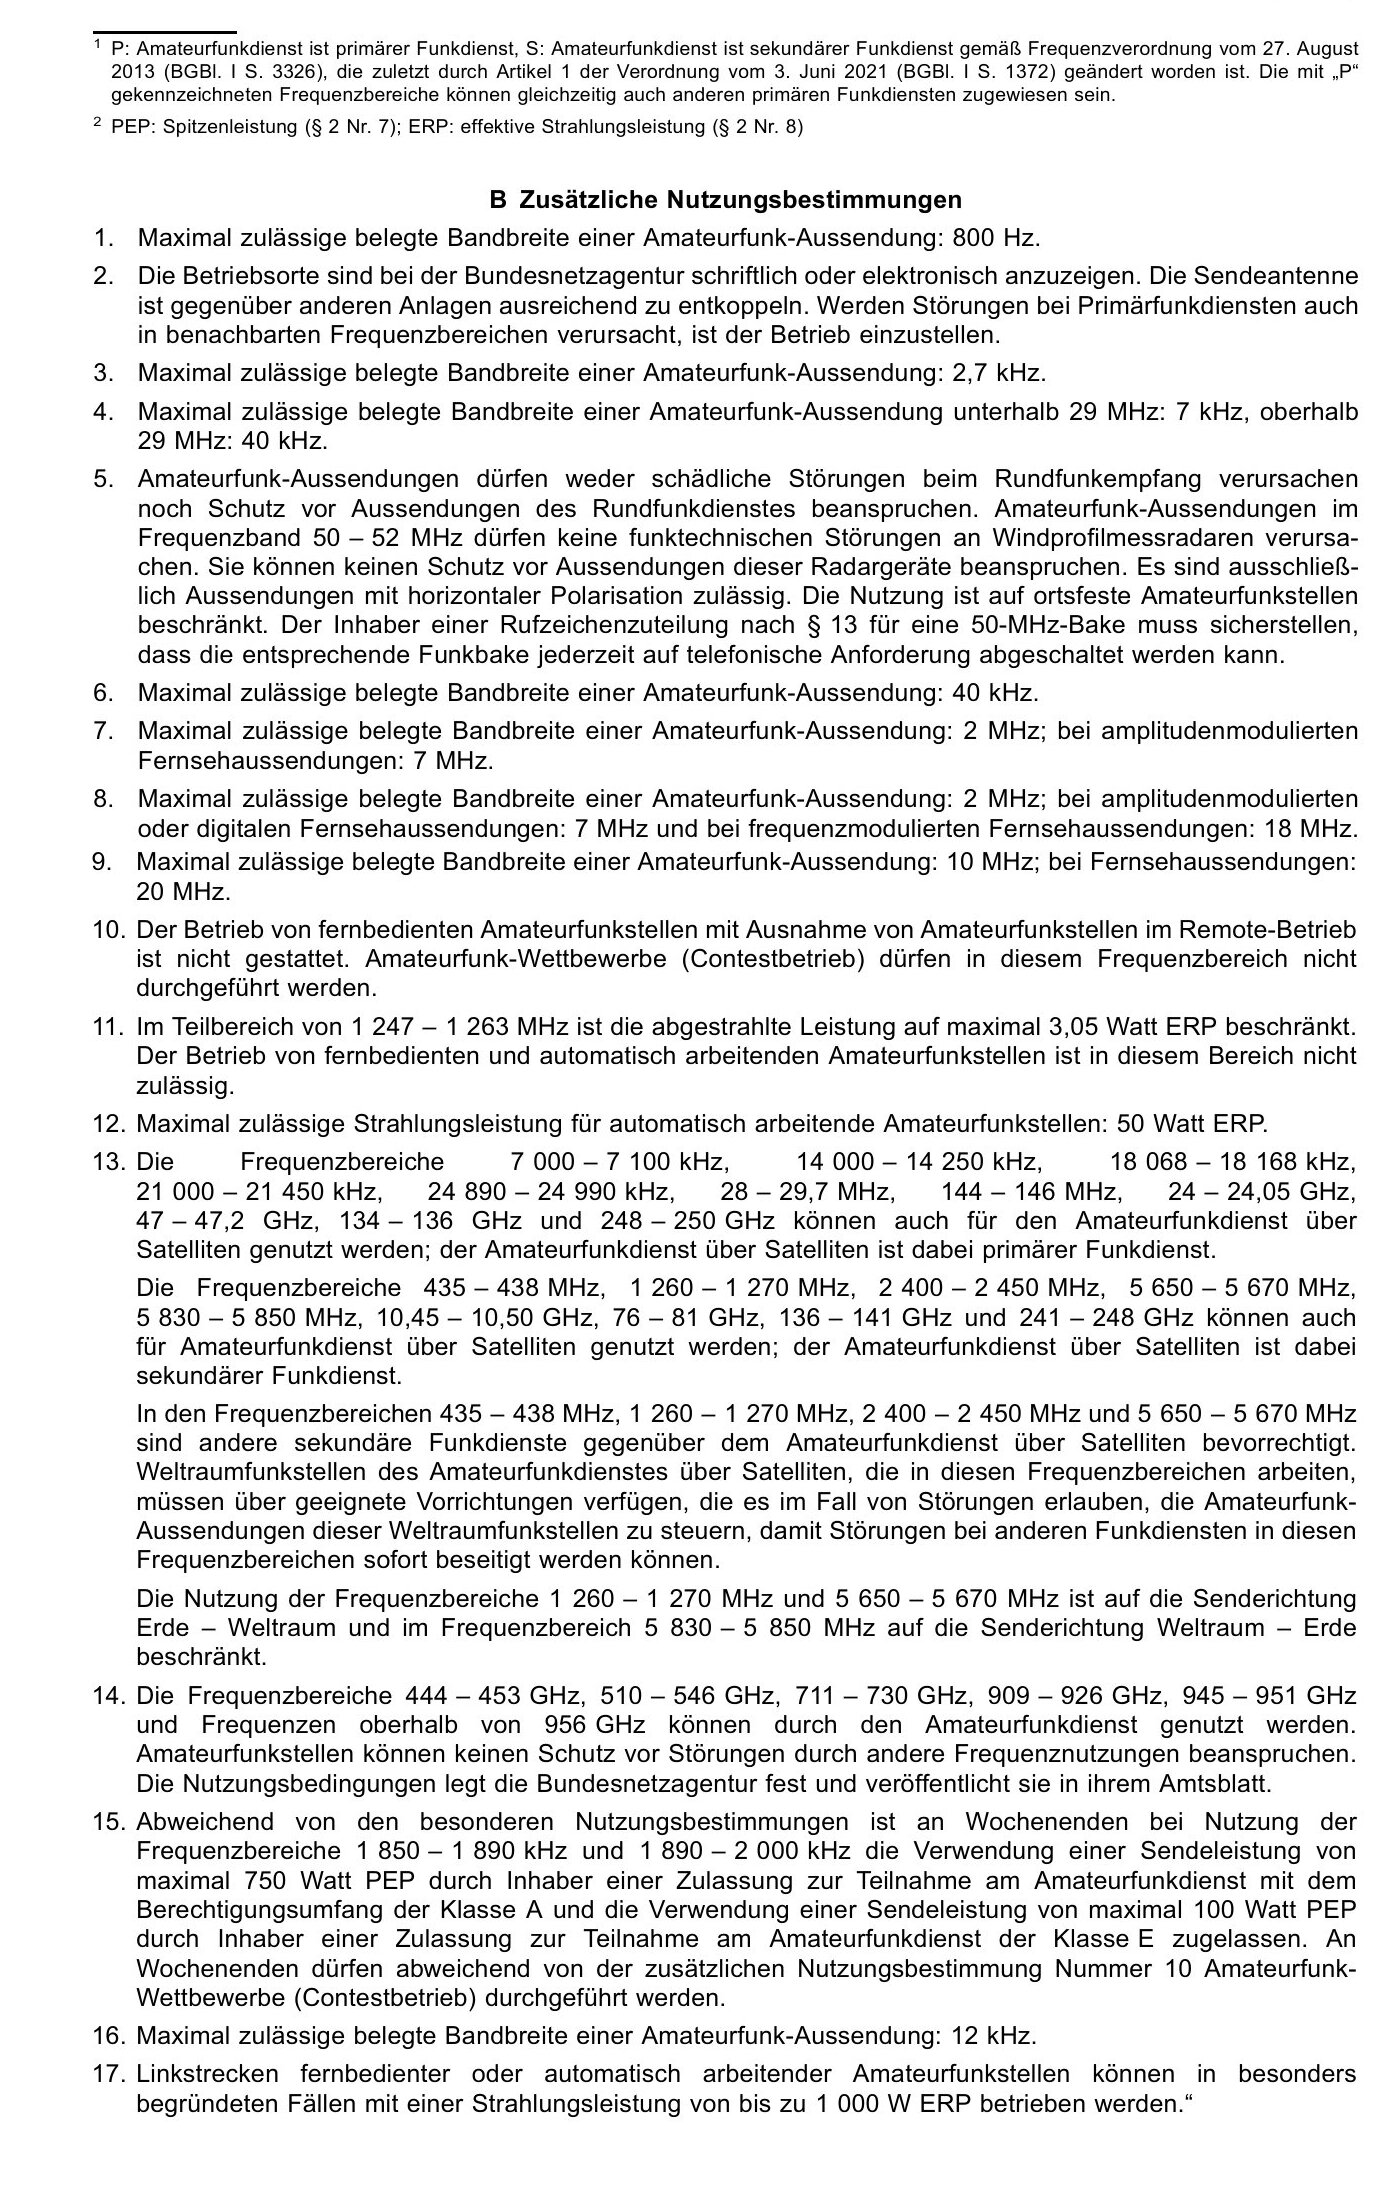 1 P: Amateurfunkdienst ist primärer Funkdienst, S: Amateurfunkdienst ist sekundärer Funkdienst gemäß Frequenzverordnung vom 27. August
2013 (BGBl. I S. 3326), die zuletzt durch Artikel 1 der Verordnung vom 3. Juni 2021 (BGBl. I S. 1372) geändert worden ist. Die mit „P“
gekennzeichneten Frequenzbereiche können gleichzeitig auch anderen primären Funkdiensten zugewiesen sein.
2 PEP: Spitzenleistung (§ 2 Nr. 7); ERP: effektive Strahlungsleistung (§ 2 Nr. 8)
B Zusätzliche Nutzungsbestimmungen
1. Maximal zulässige belegte Bandbreite einer Amateurfunk-Aussendung: 800 Hz.
2. Die Betriebsorte sind bei der Bundesnetzagentur schriftlich oder elektronisch anzuzeigen. Die Sendeantenne
ist gegenüber anderen Anlagen ausreichend zu entkoppeln. Werden Störungen bei Primärfunkdiensten auch
in benachbarten Frequenzbereichen verursacht, ist der Betrieb einzustellen.
3. Maximal zulässige belegte Bandbreite einer Amateurfunk-Aussendung: 2,7 kHz.
4. Maximal zulässige belegte Bandbreite einer Amateurfunk-Aussendung unterhalb 29 MHz: 7 kHz, oberhalb
29 MHz: 40 kHz.
5. Amateurfunk-Aussendungen dürfen weder schädliche Störungen beim Rundfunkempfang verursachen
noch Schutz vor Aussendungen des Rundfunkdienstes beanspruchen. Amateurfunk-Aussendungen im
Frequenzband 50 – 52 MHz dürfen keine funktechnischen Störungen an Windprofilmessradaren verursa-
chen. Sie können keinen Schutz vor Aussendungen dieser Radargeräte beanspruchen. Es sind ausschließ-
lich Aussendungen mit horizontaler Polarisation zulässig. Die Nutzung ist auf ortsfeste Amateurfunkstellen
beschränkt. Der Inhaber einer Rufzeichenzuteilung nach § 13 für eine 50-MHz-Bake muss sicherstellen,
dass die entsprechende Funkbake jederzeit auf telefonische Anforderung abgeschaltet werden kann.
6. Maximal zulässige belegte Bandbreite einer Amateurfunk-Aussendung: 40 kHz.
7. Maximal zulässige belegte Bandbreite einer Amateurfunk-Aussendung: 2 MHz; bei amplitudenmodulierten
Fernsehaussendungen: 7 MHz.
8. Maximal zulässige belegte Bandbreite einer Amateurfunk-Aussendung: 2 MHz; bei amplitudenmodulierten
oder digitalen Fernsehaussendungen: 7 MHz und bei frequenzmodulierten Fernsehaussendungen: 18 MHz.
9. Maximal zulässige belegte Bandbreite einer Amateurfunk-Aussendung: 10 MHz; bei Fernsehaussendungen:
20 MHz.
10. Der Betrieb von fernbedienten Amateurfunkstellen mit Ausnahme von Amateurfunkstellen im Remote-Betrieb
ist nicht gestattet. Amateurfunk-Wettbewerbe (Contestbetrieb) dürfen in diesem Frequenzbereich nicht
durchgeführt werden.
11. Im Teilbereich von 1 247 – 1 263 MHz ist die abgestrahlte Leistung auf maximal 3,05 Watt ERP beschränkt.
Der Betrieb von fernbedienten und automatisch arbeitenden Amateurfunkstellen ist in diesem Bereich nicht
zulässig.
12. Maximal zulässige Strahlungsleistung für automatisch arbeitende Amateurfunkstellen: 50 Watt ERP.
13. Die Frequenzbereiche 7 000 – 7 100 kHz, 14 000 – 14 250 kHz, 18 068 – 18 168 kHz,
21 000 – 21 450 kHz, 24 890 – 24 990 kHz, 28 – 29,7 MHz, 144 – 146 MHz, 24 – 24,05 GHz,
47 – 47,2 GHz, 134 – 136 GHz und 248 – 250 GHz können auch für den Amateurfunkdienst über
Satelliten genutzt werden; der Amateurfunkdienst über Satelliten ist dabei primärer Funkdienst.
Die Frequenzbereiche 435 – 438 MHz, 1 260 – 1 270 MHz, 2 400 – 2 450 MHz, 5 650 – 5 670 MHz,
5 830 – 5 850 MHz, 10,45 – 10,50 GHz, 76 – 81 GHz, 136 – 141 GHz und 241 – 248 GHz können auch
für Amateurfunkdienst über Satelliten genutzt werden; der Amateurfunkdienst über Satelliten ist dabei
sekundärer Funkdienst.
In den Frequenzbereichen 435 – 438 MHz, 1 260 – 1 270 MHz, 2 400 – 2 450 MHz und 5 650 – 5 670 MHz
sind andere sekundäre Funkdienste gegenüber dem Amateurfunkdienst über Satelliten bevorrechtigt.
Weltraumfunkstellen des Amateurfunkdienstes über Satelliten, die in diesen Frequenzbereichen arbeiten,
müssen über geeignete Vorrichtungen verfügen, die es im Fall von Störungen erlauben, die Amateurfunk-
Aussendungen dieser Weltraumfunkstellen zu steuern, damit Störungen bei anderen Funkdiensten in diesen
Frequenzbereichen sofort beseitigt werden können.
Die Nutzung der Frequenzbereiche 1 260 – 1 270 MHz und 5 650 – 5 670 MHz ist auf die Senderichtung
Erde – Weltraum und im Frequenzbereich 5 830 – 5 850 MHz auf die Senderichtung Weltraum – Erde
beschränkt.
14. Die Frequenzbereiche 444 – 453 GHz, 510 – 546 GHz, 711 – 730 GHz, 909 – 926 GHz, 945 – 951 GHz
und Frequenzen oberhalb von 956 GHz können durch den Amateurfunkdienst genutzt werden.
Amateurfunkstellen können keinen Schutz vor Störungen durch andere Frequenznutzungen beanspruchen.
Die Nutzungsbedingungen legt die Bundesnetzagentur fest und veröffentlicht sie in ihrem Amtsblatt.
15. Abweichend von den besonderen Nutzungsbestimmungen ist an Wochenenden bei Nutzung der
Frequenzbereiche 1 850 – 1 890 kHz und 1 890 – 2 000 kHz die Verwendung einer Sendeleistung von
maximal 750 Watt PEP durch Inhaber einer Zulassung zur Teilnahme am Amateurfunkdienst mit dem
Berechtigungsumfang der Klasse A und die Verwendung einer Sendeleistung von maximal 100 Watt PEP
durch Inhaber einer Zulassung zur Teilnahme am Amateurfunkdienst der Klasse E zugelassen. An
Wochenenden dürfen abweichend von der zusätzlichen Nutzungsbestimmung Nummer 10 Amateurfunk-
Wettbewerbe (Contestbetrieb) durchgeführt werden.
16. Maximal zulässige belegte Bandbreite einer Amateurfunk-Aussendung: 12 kHz.
17. Linkstrecken fernbedienter oder automatisch arbeitender Amateurfunkstellen können in besonders
begründeten Fällen mit einer Strahlungsleistung von bis zu 1 000 W ERP betrieben werden.“